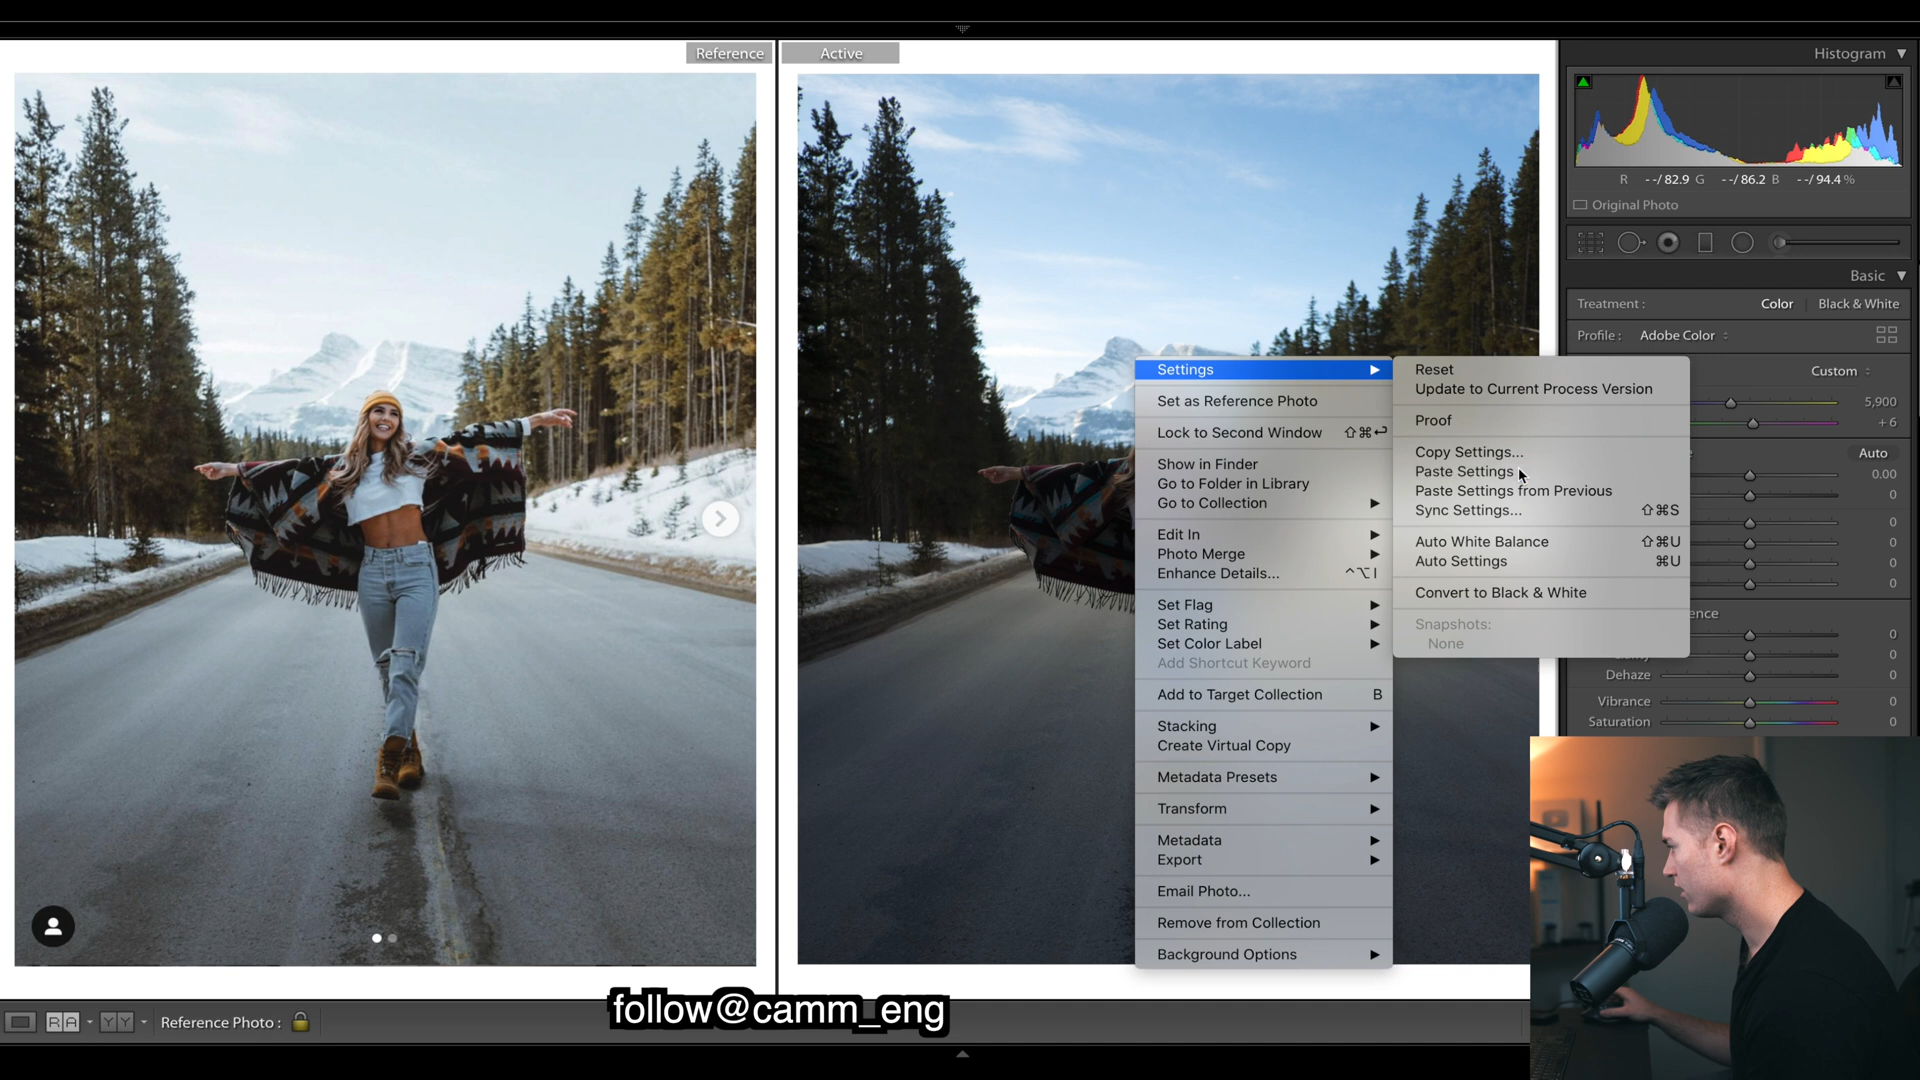 Reference
Active
Histogram
R --/ 82.9 G --/ 86.2 B --/ 94.4 %
Original Photo
Basic
Treatment : Color Black & White
Profile : Adobe Color
Custom
5,900
+ 6
Auto
0.00
0
0
0
0
0
ence
0
0
Dehaze 0
Vibrance 0
Saturation 0
Settings
Set as Reference Photo
Lock to Second Window ⇧⌘↩
Show in Finder
Go to Folder in Library
Go to Collection
Edit In
Photo Merge
Enhance Details... ^⌥I
Set Flag
Set Rating
Set Color Label
Add Shortcut Keyword
Add to Target Collection B
Stacking
Create Virtual Copy
Metadata Presets
Transform
Metadata
Export
Email Photo...
Remove from Collection
Background Options
Reset
Update to Current Process Version
Proof
Copy Settings...
Paste Settings
Paste Settings from Previous
Sync Settings... ⇧⌘S
Auto White Balance ⇧⌘U
Auto Settings ⌘U
Convert to Black & White
Snapshots:
None
follow@camm_eng
R A Y Y Reference Photo :